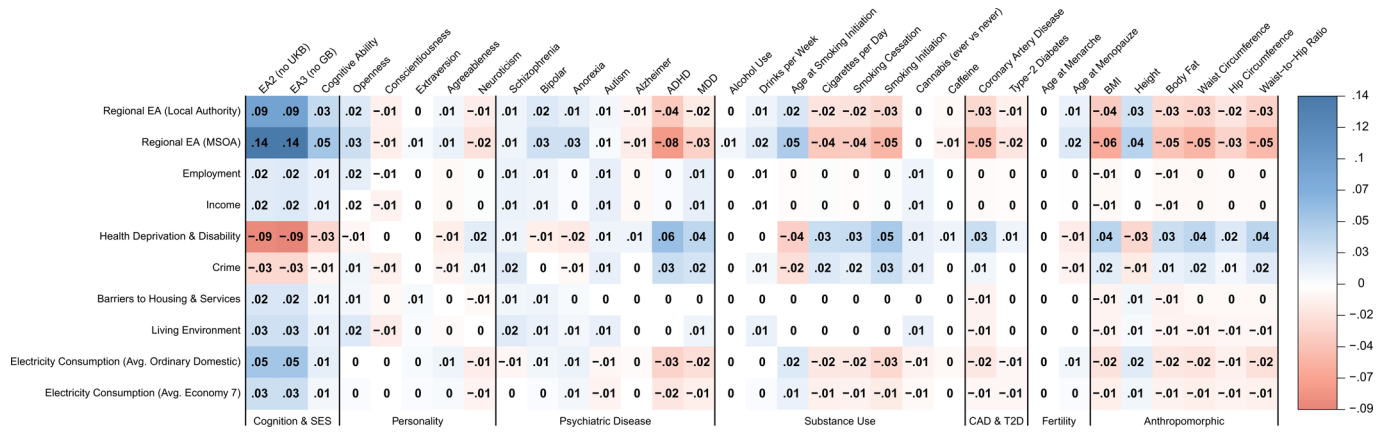 EA2 (no UKB)
EA3 (no GB)
Cognitive Ability
Openness
Conscientiousness
Extraversion
Agreeableness
Neuroticism
Schizophrenia
Bipolar
Anorexia
Autism
Alzheimer
ADHD
MDD
Alcohol Use
Drinks per Week
Age at Smoking Initiation
Cigarettes per Day
Smoking Cessation
Smoking Initiation
Cannabis (ever vs never)
Caffeine
Coronary Artery Disease
Type−2 Diabetes
Age at Menarche
Age at Menopauze
BMI
Height
Body Fat
Waist Circumference
Hip Circumference
Waist−to−Hip Ratio
Regional EA (Local Authority) .09 .09 .03 .02 −.01 0 .01 −.01 .01 .02 .01 .01 −.01 −.04 −.02 0 .01 .02 −.02 −.02 −.03 0 0 −.03 −.01 0 .01 −.04 .03 −.03 −.03 −.02 −.03
Regional EA (MSOA) .14 .14 .05 .03 −.01 .01 .01 −.02 .01 .03 .03 .01 −.01 −.08 −.03 .01 .02 .05 −.04 −.04 −.05 0 −.01 −.05 −.02 0 .02 −.06 .04 −.05 −.05 −.03 −.05
Employment .02 .02 .01 .02 −.01 0 0 0 .01 .01 0 .01 0 0 .01 0 .01 0 0 0 0 .01 0 0 0 0 0 −.01 0 −.01 0 0 0
Income .02 .02 .01 .02 −.01 0 0 0 .01 .01 0 .01 0 0 .01 0 .01 0 0 0 0 .01 0 0 0 0 0 −.01 0 −.01 0 0 0
Health Deprivation & Disability −.09 −.09 −.03 −.01 0 0 −.01 .02 .01 −.01 −.02 .01 .01 .06 .04 0 0 −.04 .03 .03 .05 .01 .01 .03 .01 0 −.01 .04 −.03 .03 .04 .02 .04
Crime −.03 −.03 −.01 .01 −.01 0 −.01 .01 .02 0 −.01 .01 0 .03 .02 0 .01 −.02 .02 .02 .03 .01 0 .01 0 0 −.01 .02 −.01 .01 .02 .01 .02
Barriers to Housing & Services .02 .02 .01 .01 0 .01 0 −.01 .01 .01 0 0 0 0 0 0 0 0 0 0 0 0 0 −.01 0 0 0 −.01 .01 −.01 0 0 0
Living Environment .03 .03 .01 .02 −.01 0 0 0 .02 .01 .01 .01 0 0 .01 0 .01 0 0 0 0 .01 0 −.01 0 0 0 −.01 .01 −.01 −.01 −.01 −.01
Electricity Consumption (Avg. Ordinary Domestic) .05 .05 .01 0 0 0 .01 −.01 −.01 .01 .01 −.01 0 −.03 −.02 0 0 .02 −.02 −.02 −.03 −.01 0 −.02 −.01 0 .01 −.02 .02 −.01 −.02 −.01 −.02
Electricity Consumption (Avg. Economy 7) .03 .03 .01 0 0 0 0 −.01 0 0 .01 −.01 0 −.02 −.01 0 0 .01 −.01 −.01 −.01 −.01 0 −.01 −.01 0 0 −.01 .01 −.01 −.01 −.01 −.01
Cognition & SES
Personality
Psychiatric Disease
Substance Use
CAD & T2D
Fertility
Anthropomorphic
.14
.12
.1
.07
.05
.03
0
−.02
−.04
−.05
−.07
−.09